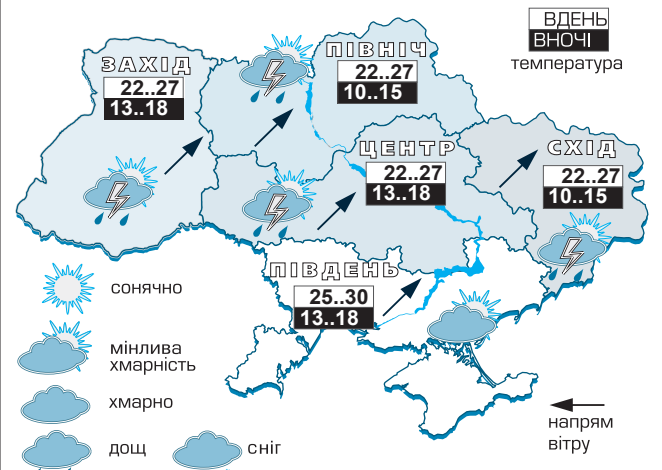 ВДЕНЬ
ВНОЧІ
температура
ЗАХІД
22..27
13..18
ПІВНІЧ
22..27
10..15
ЦЕНТР
22..27
13..18
СХІД
22..27
10..15
ПІВДЕНЬ
25..30
13..18
сонячно
мінлива
хмарність
хмарно
дощ
сніг
напрям
вітру